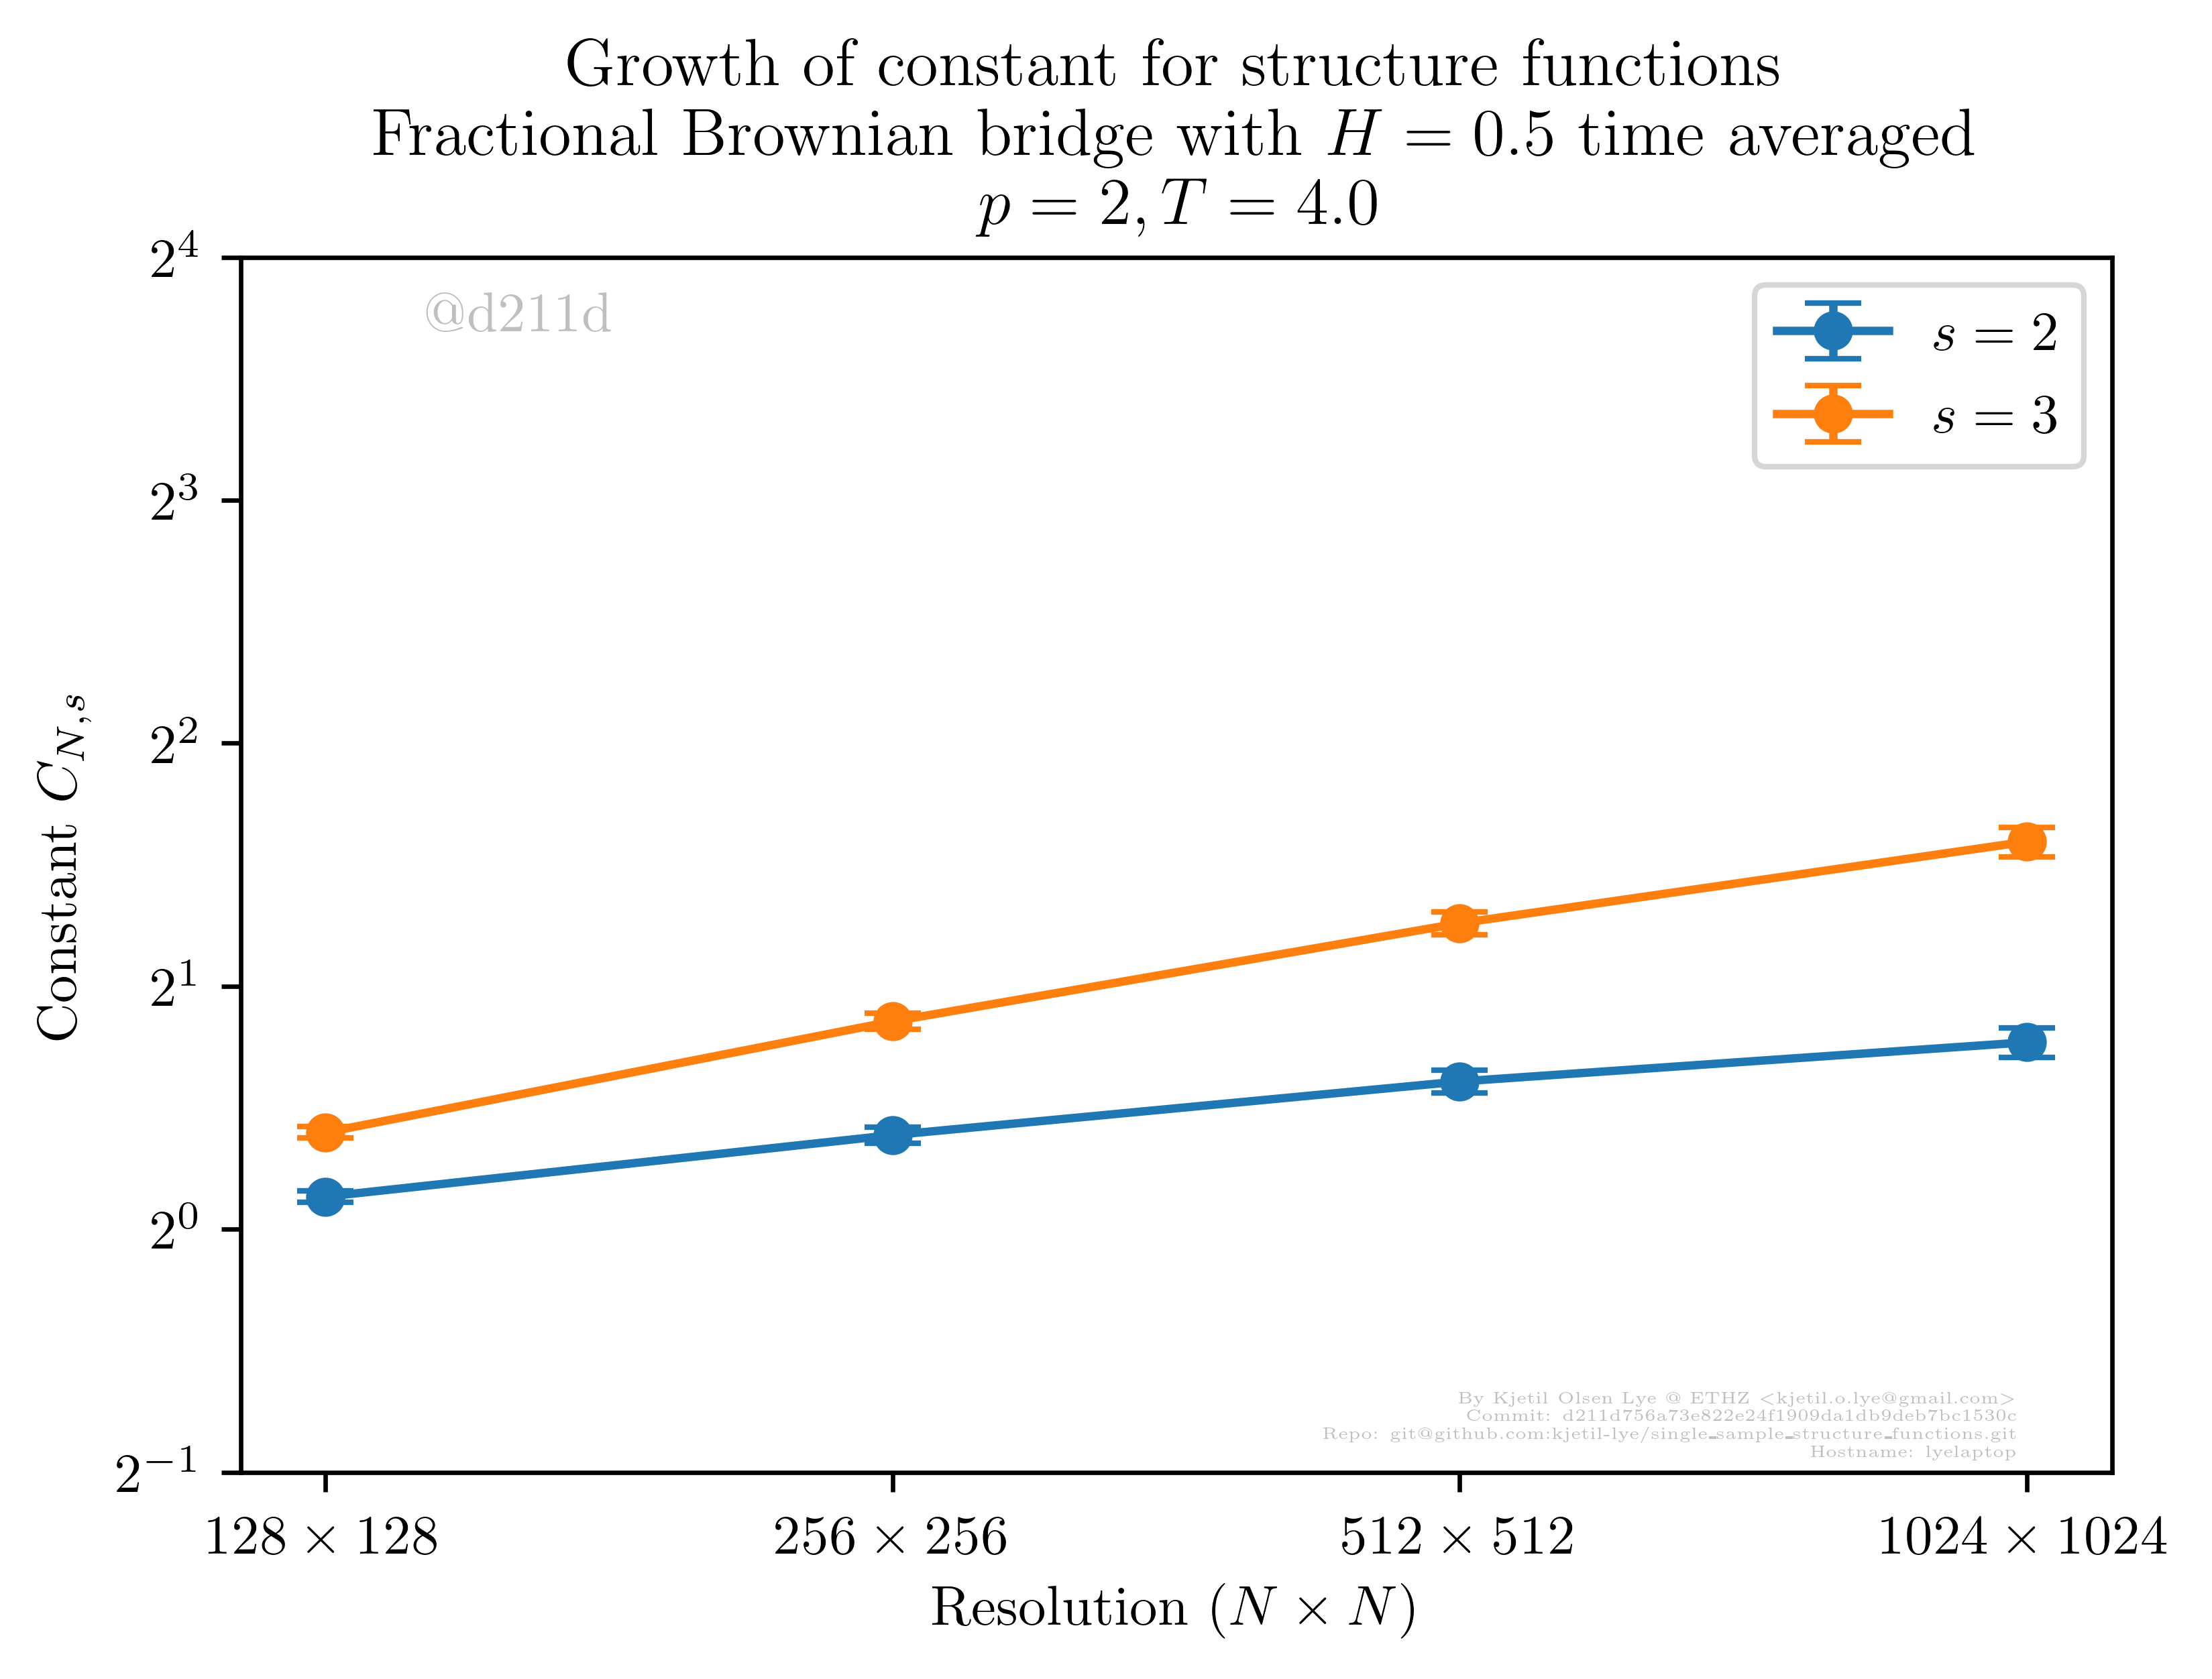 Growth of constant for structure functions
Fractional Brownian bridge with H = 0.5 time averaged
p = 2, T = 4.0
2^4
@d211d
s = 2
s = 3
2^3
2^2
2^1
2^0
2^{-1}
Constant C_{N,s}
By Kjetil Olsen Lye @ ETHZ <kjetil.o.lye@gmail.com>
Commit: d211d756a73e822e24f1909da1db9deb7bc1530c
Repo: git@github.com:kjetil-lye/single_sample_structure_functions.git
Hostname: lyelaptop
128 × 128 256 × 256 512 × 512 1024 × 1024
Resolution (N × N)